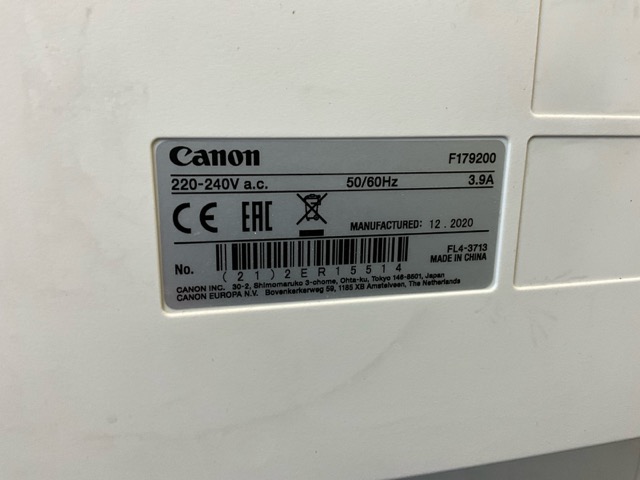 Canon F179200
220-240V a.c. 50/60Hz 3.9A
CE EAC MANUFACTURED: 12 . 2020
FL4-3713
MADE IN CHINA
No. (21)2ER15514
CANON INC. 30-2, Shimomaruko 3-chome, Ohta-ku, Tokyo 146-8501, Japan
CANON EUROPA N.V. Bovenkerkerweg 59, 1185 XB Amstelveen, The Netherlands